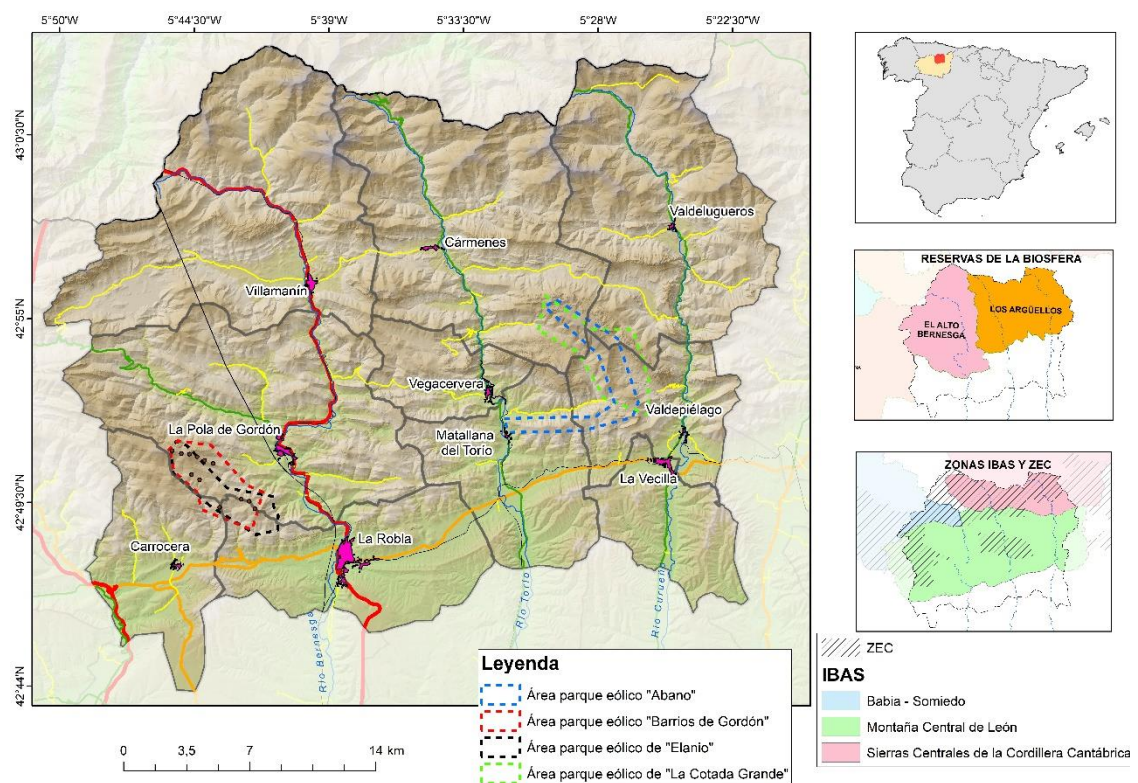 5°50'W
5°44'30"W
5°39'W
5°33'30"W
5°28'W
5°22'30"W
43°0'30"N
42°55'N
42°49'30"N
42°44'N
Valdelugueros
Cármenes
Villamanín
Vegacervera
La Pola de Gordón
Valdepiélago
Matallana
del Torío
La Vecilla
La Robla
Carrocera
Río Bernesga
Río Torío
Río Curueño
Leyenda
Área parque eólico "Abano"
Área parque eólico "Barrios de Gordón"
Área parque eólico de "Elanio"
Área parque eólico de "La Cotada Grande"
0 3,5 7 14 km
RESERVAS DE LA BIOSFERA
LOS ARGÜELLOS
EL ALTO
BERNESGA
ZONAS IBAS Y ZEC
ZEC
IBAS
Babia - Somiedo
Montaña Central de León
Sierras Centrales de la Cordillera Cantábrica